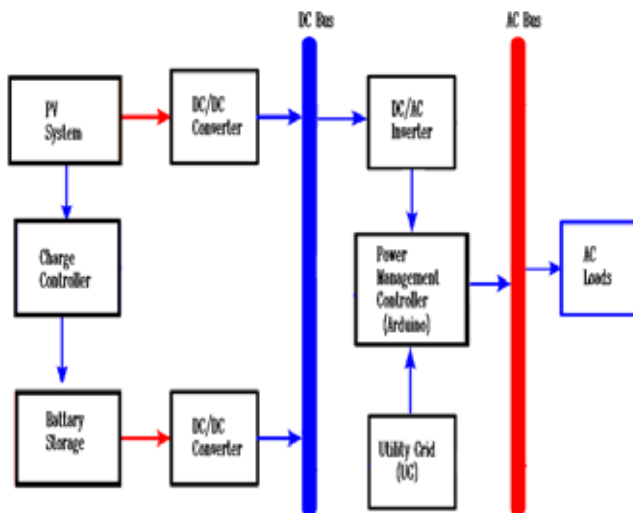 DC Bus
AC Bus
PV
System
DC/DC
Converter
DC/AC
Inverter
Charge
Controller
Power
Management
Controller
(Arduino)
AC
Loads
Battary
Storage
DC/DC
Converter
Utility Grid
(UG)